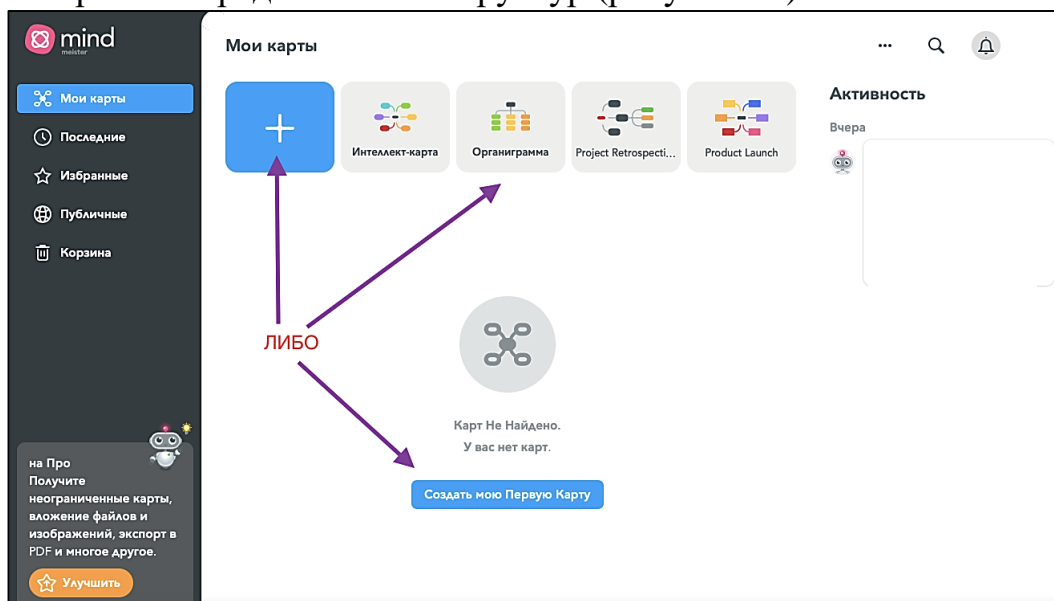 mind
meister
Мои карты
Последние
Избранные
Публичные
Корзина
на Про
Получите
неограниченные карты,
вложение файлов и
изображений, экспорт в
PDF и многое другое.
Улучшить
Мои карты
Интеллект-карта
Органиграмма
Project Retrospecti...
Product Launch
ЛИБО
Карт Не Найдено.
У вас нет карт.
Создать мою Первую Карту
Активность
Вчера